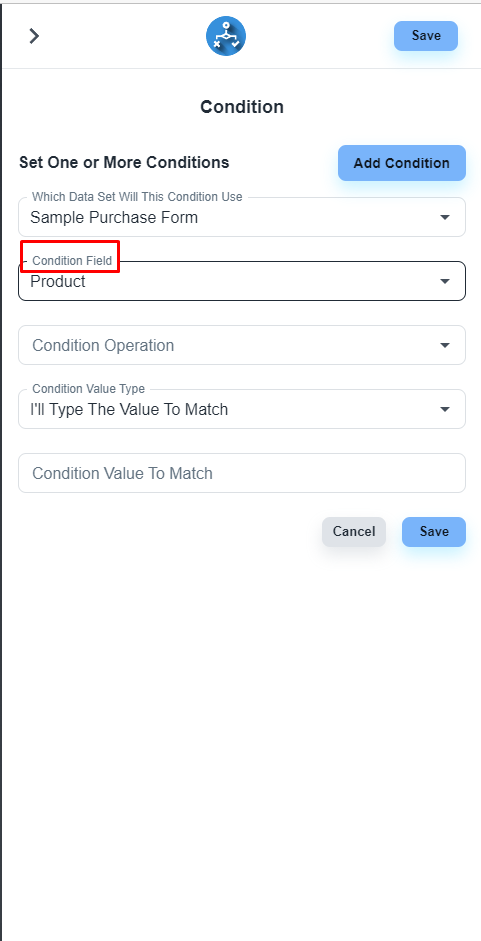 Save
Condition
Set One or More Conditions
Add Condition
Which Data Set Will This Condition Use
Sample Purchase Form
Condition Field
Product
Condition Operation
Condition Value Type
I'll Type The Value To Match
Condition Value To Match
Cancel
Save